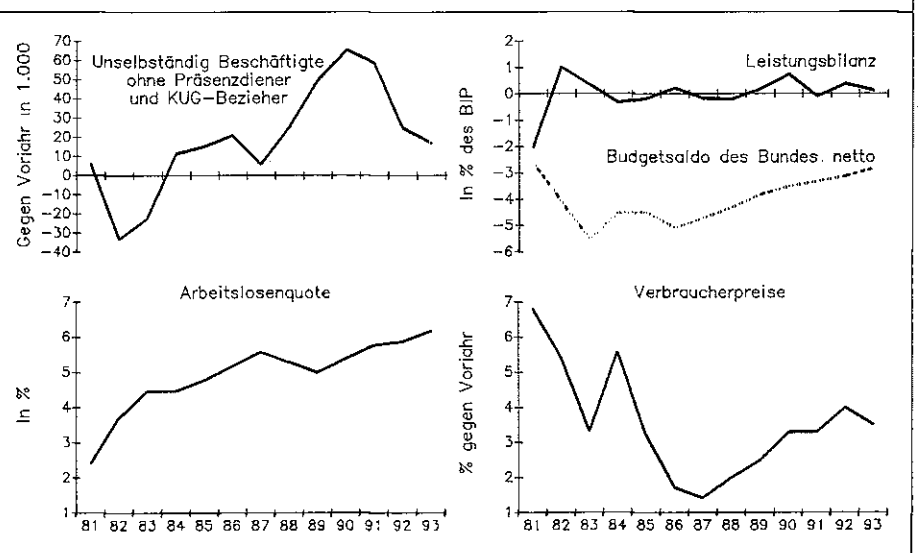 Gegen Vorjahr in 1.000
70
60
50
40
30
20
10
0
-10
-20
-30
-40
Unselbständig Beschäftigte
ohne Präsenzdiener
und KUG-Bezieher
In % des BIP
2
1
0
-1
-2
-3
-4
-5
-6
Leistungsbilanz
Budgetsaldo des Bundes, netto
Arbeitslosenquote
In %
7
6
5
4
3
2
1
81 82 83 84 85 86 87 88 89 90 91 92 93
Verbraucherpreise
% gegen Vorjahr
7
6
5
4
3
2
1
81 82 83 84 85 86 87 88 89 90 91 92 93